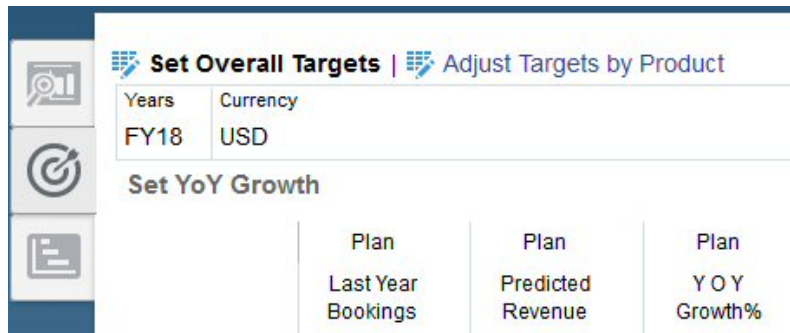 Set Overall Targets | Adjust Targets by Product
Years Currency
FY18 USD
Set YoY Growth
Plan Plan Plan
Last Year Predicted Y O Y
Bookings Revenue Growth%